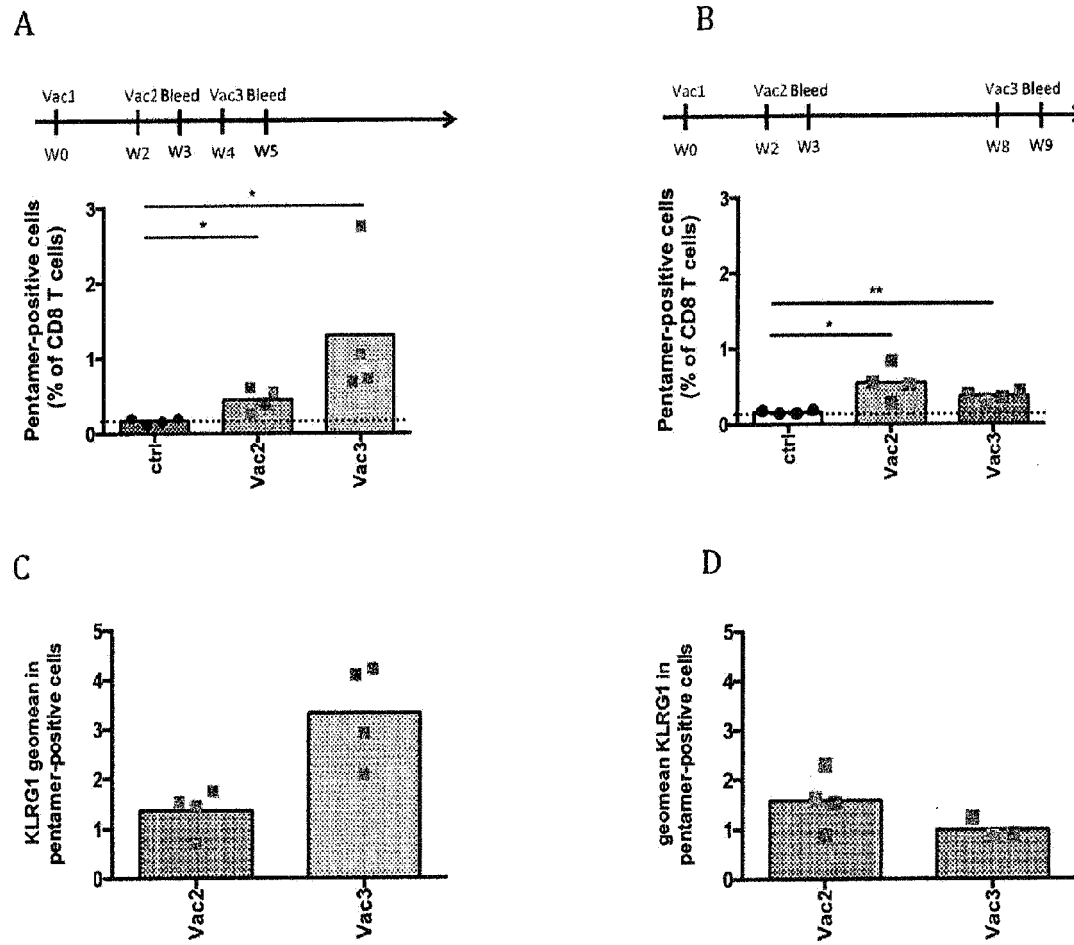 A
Vac1 Vac2 Bleed Vac3 Bleed
W0 W2 W3 W4 W5
Pentamer-positive cells
(% of CD8 T cells)
3
2
1
0
*
*
ctrl
Vac2
Vac3
B
Vac1 Vac2 Bleed Vac3 Bleed
W0 W2 W3 W8 W9
Pentamer-positive cells
(% of CD8 T cells)
3
2
1
0
**
*
ctrl
Vac2
Vac3
C
KLRG1 geomean in
pentamer-positive cells
5
4
3
2
1
0
Vac2
Vac3
D
geomean KLRG1 in
pentamer-positive cells
5
4
3
2
1
0
Vac2
Vac3